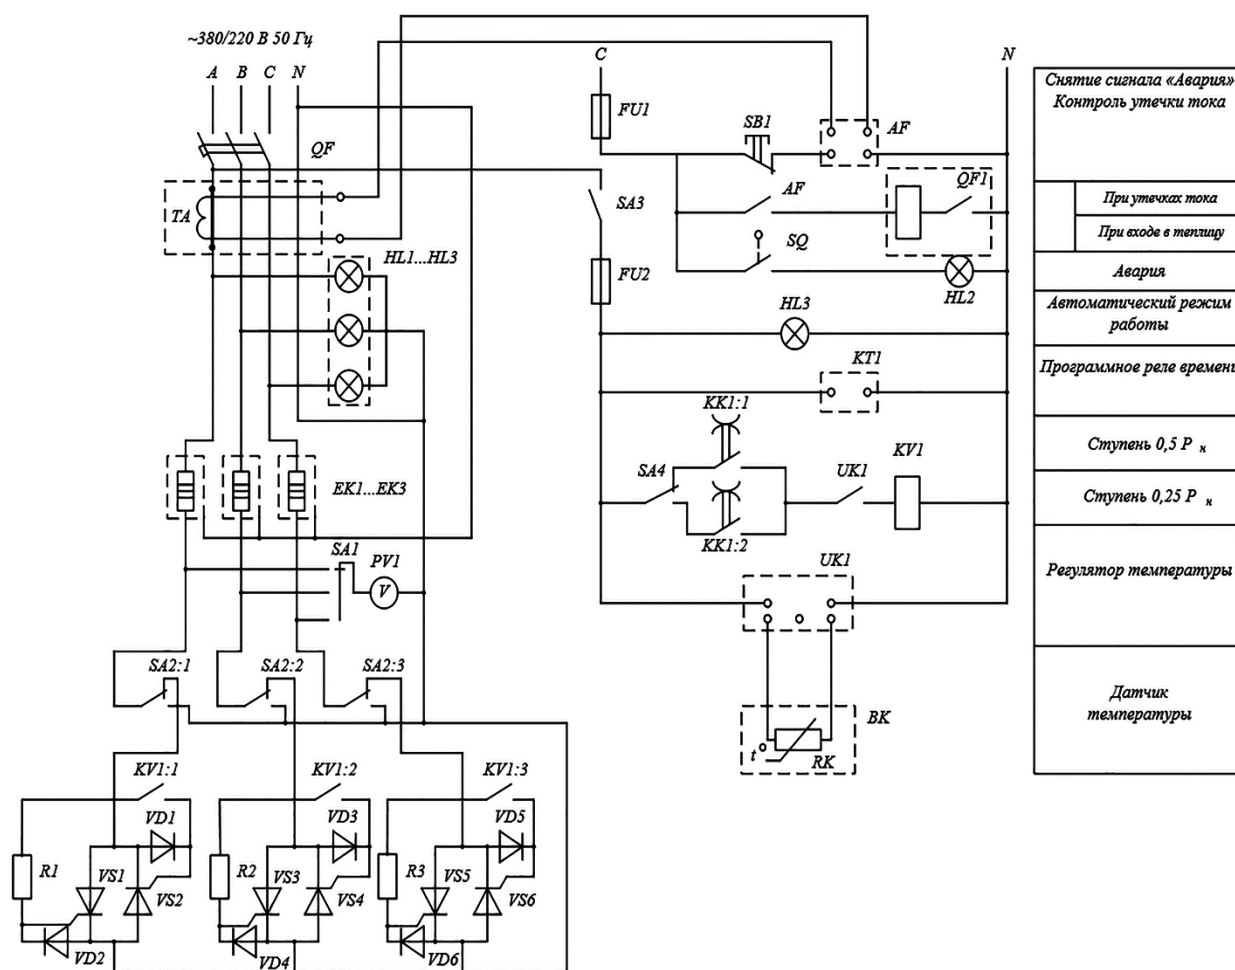 ~380/220 В 50 Гц
A B C N
QF
TA
HL1...HL3
EK1...EK3
SA1
PV1
V
SA2:1
SA2:2
SA2:3
KV1:1
KV1:2
KV1:3
VD1
VD3
VD5
R1
VS1
VS2
R2
VS3
VS4
R3
VS5
VS6
VD2
VD4
VD6
C
N
FU1
SB1
AF
AF
QF1
SA3
SQ
FU2
HL2
HL3
KT1
KK1:1
SA4
UK1
KV1
KK1:2
UK1
BK
t°
RK
Снятие сигнала «Авария»
Контроль утечки тока
При утечках тока
При входе в теплицу
Авария
Автоматический режим
работы
Программное реле времени
Ступень 0,5 Р н
Ступень 0,25 Р н
Регулятор температуры
Датчик
температуры